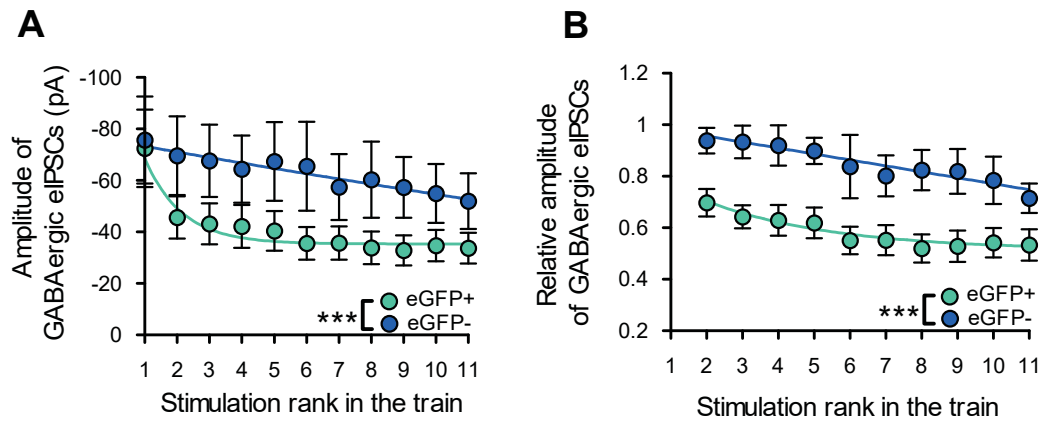 A
Amplitude of
GABAergic eIPSCs (pA)
-100
-80
-60
-40
-20
0
eGFP+
*** eGFP-
1 2 3 4 5 6 7 8 9 10 11
Stimulation rank in the train
B
Relative amplitude
of GABAergic eIPSCs
1.2
1
0.8
0.6
0.4
0.2
eGFP+
*** eGFP-
1 2 3 4 5 6 7 8 9 10 11
Stimulation rank in the train